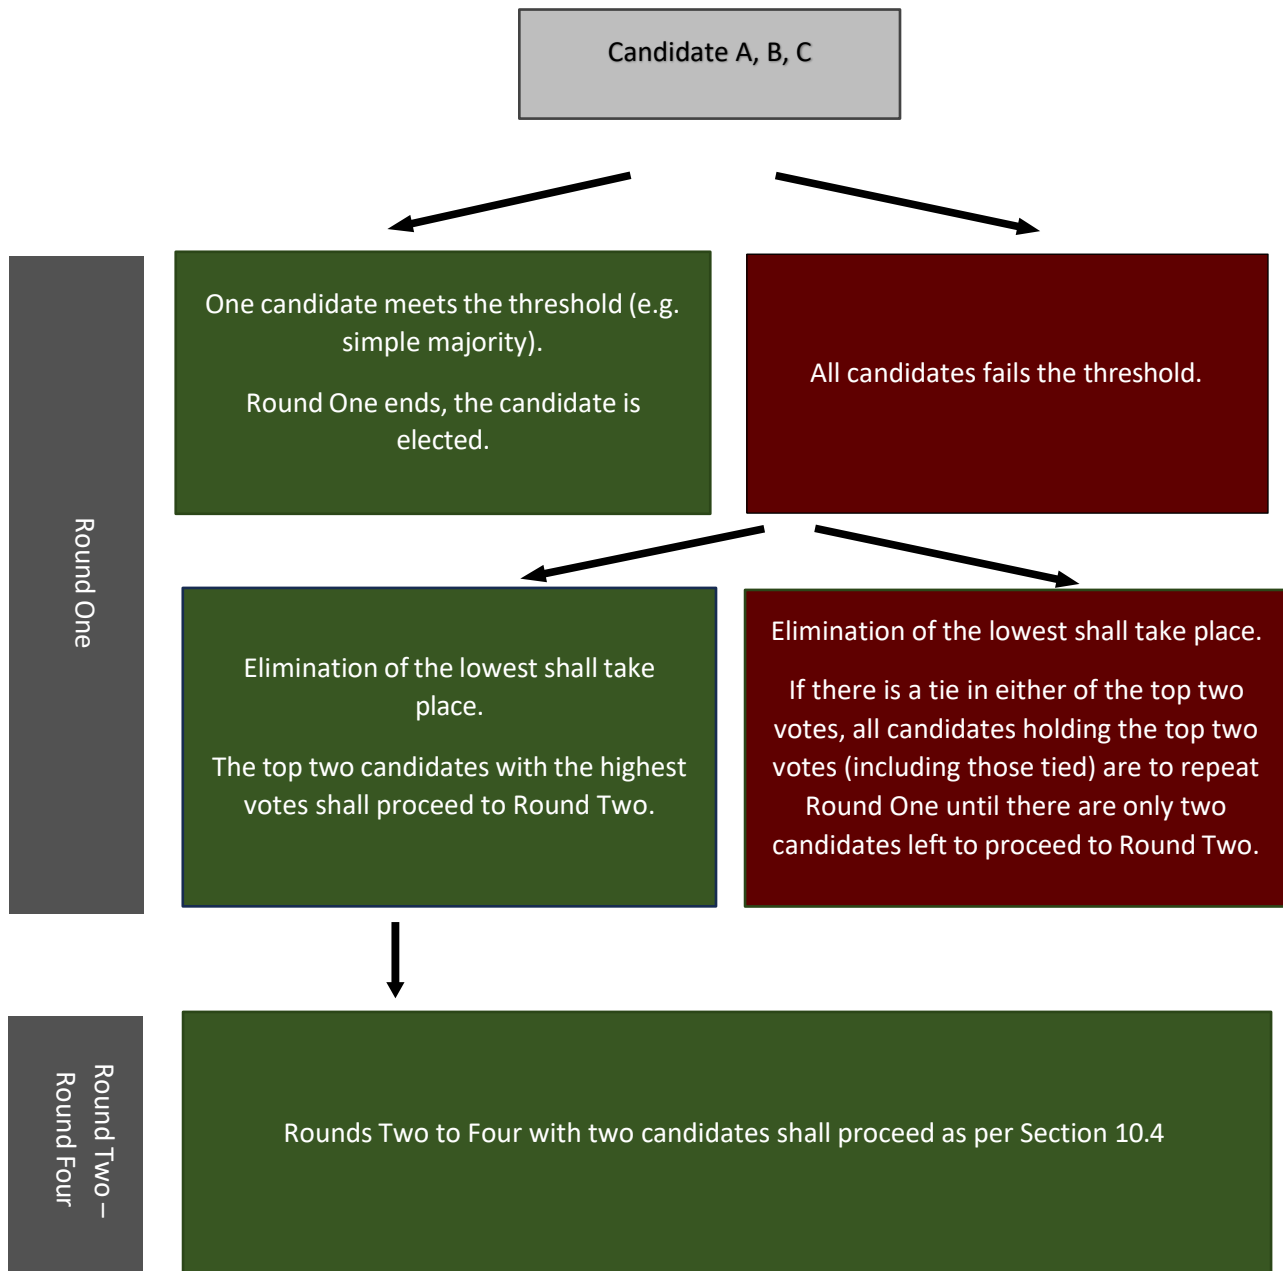 Candidate A, B, C
Round One
One candidate meets the threshold (e.g.
simple majority).
Round One ends, the candidate is
elected.
All candidates fails the threshold.
Elimination of the lowest shall take
place.
The top two candidates with the highest
votes shall proceed to Round Two.
Elimination of the lowest shall take place.
If there is a tie in either of the top two
votes, all candidates holding the top two
votes (including those tied) are to repeat
Round One until there are only two
candidates left to proceed to Round Two.
Round Two –
Round Four
Rounds Two to Four with two candidates shall proceed as per Section 10.4